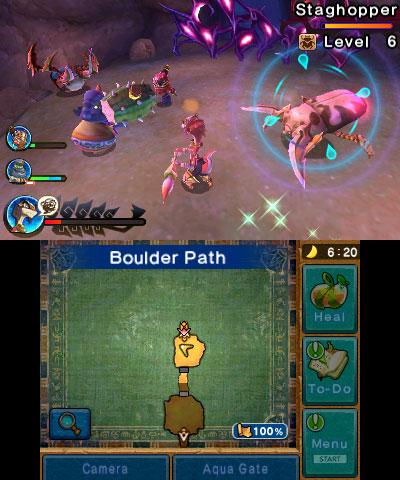 Staghopper
Level 6
Boulder Path
6:20
Heal
To-Do
100%
Menu
START
Camera
Aqua Gate